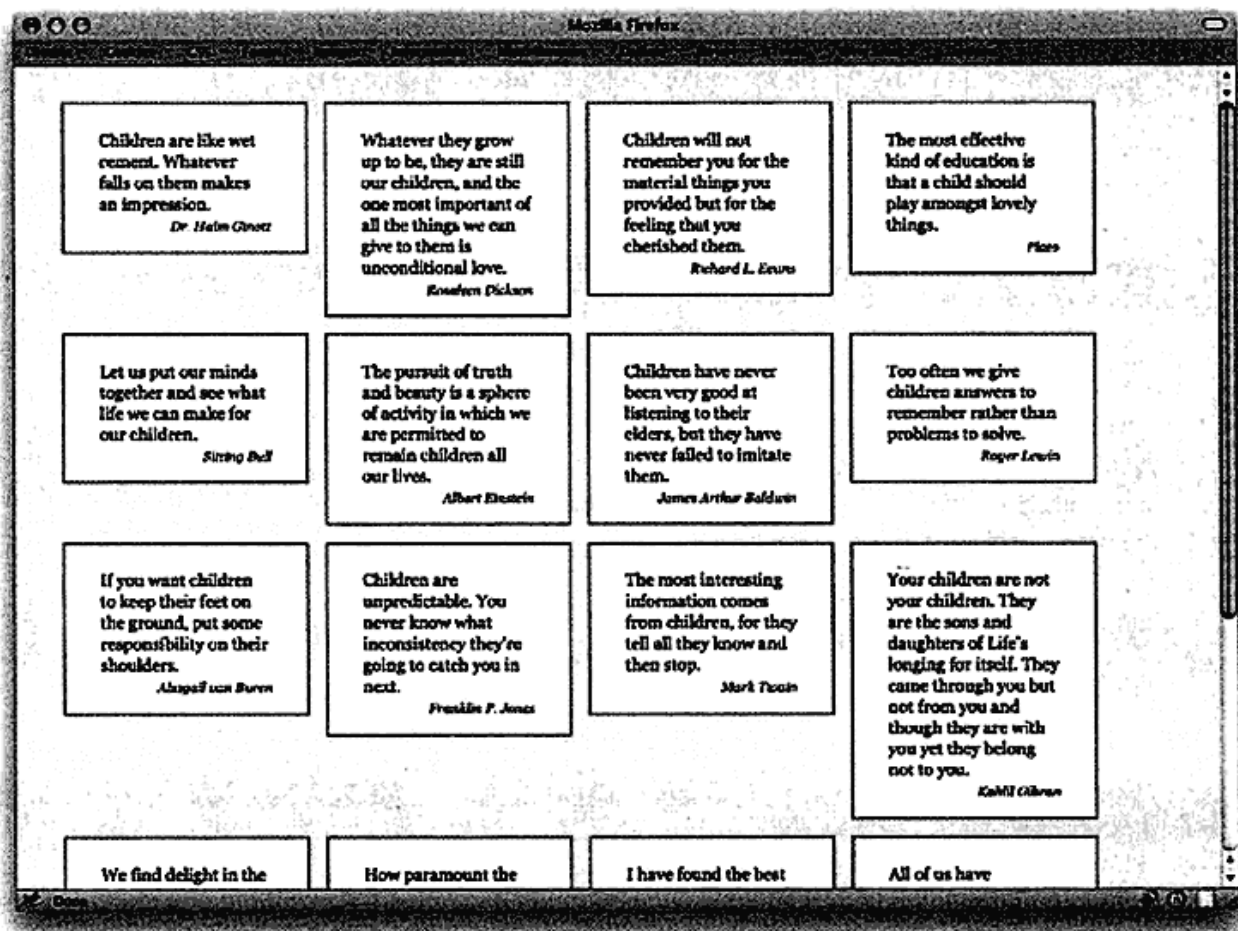 Mozilla Firefox
Children are like wet
cement. Whatever
falls on them makes
an impression.
Dr. Haim Ginott
Whatever they grow
up to be, they are still
our children, and the
one most important of
all the things we can
give to them is
unconditional love.
Rosaleen Dickson
Children will not
remember you for the
material things you
provided but for the
feeling that you
cherished them.
Richard L. Evans
The most effective
kind of education is
that a child should
play amongst lovely
things.
Plato
Let us put our minds
together and see what
life we can make for
our children.
Sitting Bull
The pursuit of truth
and beauty is a sphere
of activity in which we
are permitted to
remain children all
our lives.
Albert Einstein
Children have never
been very good at
listening to their
elders, but they have
never failed to imitate
them.
James Arthur Baldwin
Too often we give
children answers to
remember rather than
problems to solve.
Roger Lewin
If you want children
to keep their feet on
the ground, put some
responsibility on their
shoulders.
Abigail van Buren
Children are
unpredictable. You
never know what
inconsistency they're
going to catch you in
next.
Franklin P. Jones
The most interesting
information comes
from children, for they
tell all they know and
then stop.
Mark Twain
Your children are not
your children. They
are the sons and
daughters of Life's
longing for itself. They
came through you but
not from you and
though they are with
you yet they belong
not to you.
Kahlil Gibran
We find delight in the
How paramount the
I have found the best
All of us have
Done